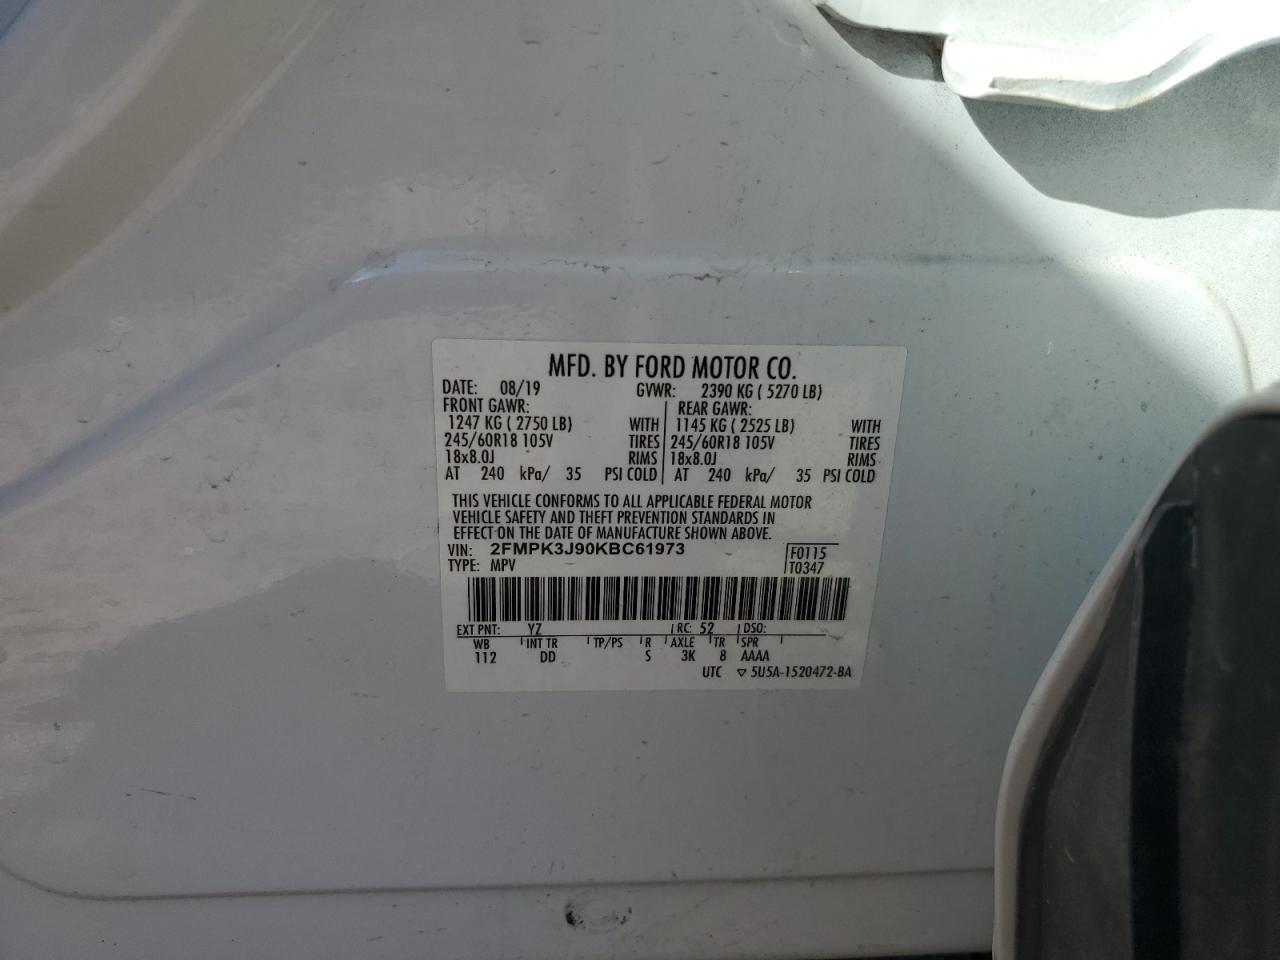 MFD. BY FORD MOTOR CO.
DATE: 08/19 GVWR: 2390 KG ( 5270 LB)
FRONT GAWR: REAR GAWR:
1247 KG ( 2750 LB) WITH 1145 KG ( 2525 LB) WITH
245/60R18 105V TIRES 245/60R18 105V TIRES
18x8.0J RIMS 18x8.0J RIMS
AT 240 kPa/ 35 PSI COLD AT 240 kPa/ 35 PSI COLD
THIS VEHICLE CONFORMS TO ALL APPLICABLE FEDERAL MOTOR
VEHICLE SAFETY AND THEFT PREVENTION STANDARDS IN
EFFECT ON THE DATE OF MANUFACTURE SHOWN ABOVE.
VIN: 2FMPK3J90KBC61973 F0115
TYPE: MPV T0347
EXT PNT: YZ RC: 52 DSO:
WB INT TR TP/PS R AXLE TR SPR
112 DD S 3K 8 AAAA
UTC ▽ 5U5A-1520472-BA